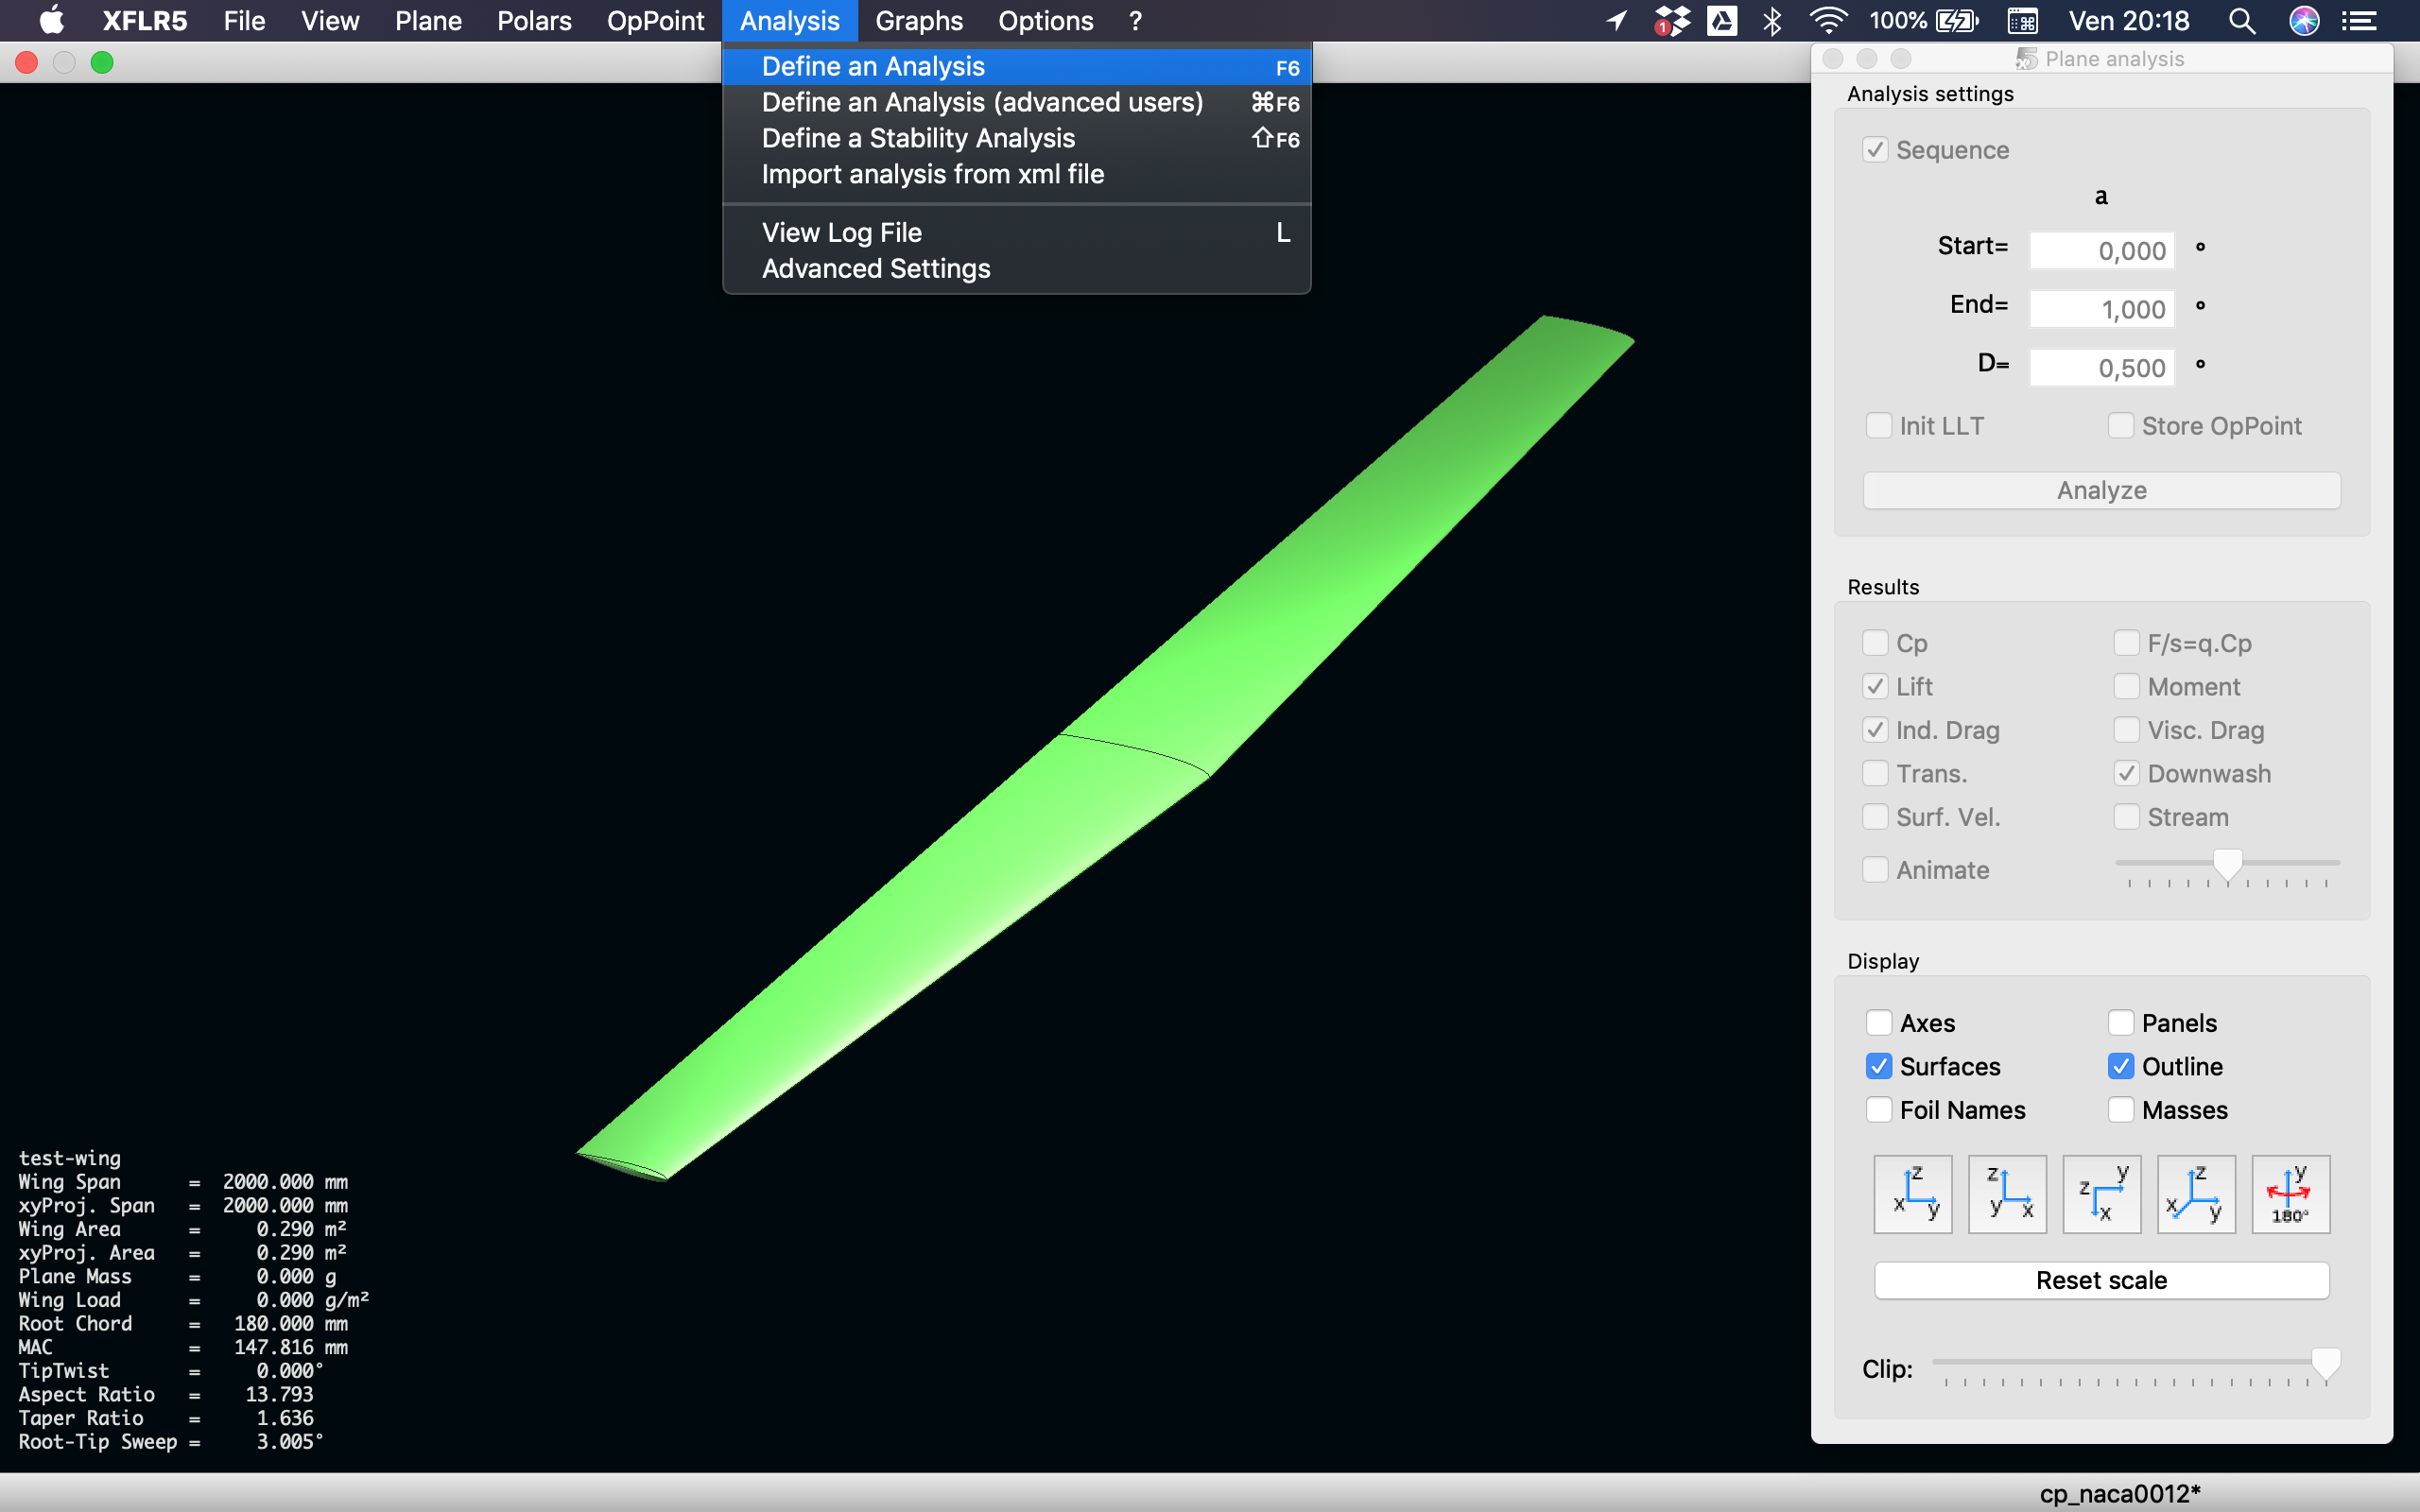 XFLR5 File View Plane Polars OpPoint Analysis Graphs Options ? 1 100% Ven 20:18
Define an Analysis F6
Define an Analysis (advanced users) ⌘F6
Define a Stability Analysis ⇧F6
Import analysis from xml file
View Log File L
Advanced Settings
Plane analysis
Analysis settings
Sequence
a
Start= 0,000 °
End= 1,000 °
D= 0,500 °
Init LLT Store OpPoint
Analyze
Results
Cp F/s=q.Cp
Lift Moment
Ind. Drag Visc. Drag
Trans. Downwash
Surf. Vel. Stream
Animate
Display
Axes Panels
Surfaces Outline
Foil Names Masses
z x y z y x y z x z x y y 180°
Reset scale
Clip:
test-wing
Wing Span = 2000.000 mm
xyProj. Span = 2000.000 mm
Wing Area = 0.290 m²
xyProj. Area = 0.290 m²
Plane Mass = 0.000 g
Wing Load = 0.000 g/m²
Root Chord = 180.000 mm
MAC = 147.816 mm
TipTwist = 0.000°
Aspect Ratio = 13.793
Taper Ratio = 1.636
Root-Tip Sweep = 3.005°
cp_naca0012*